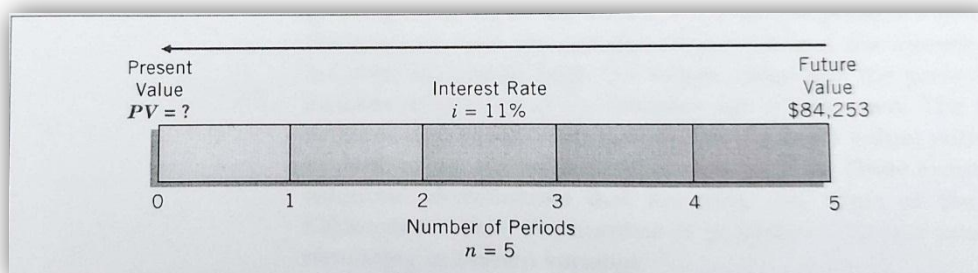 Present
Value
PV = ?
Interest Rate
i = 11%
Future
Value
$84,253
0 1 2 3 4 5
Number of Periods
n = 5